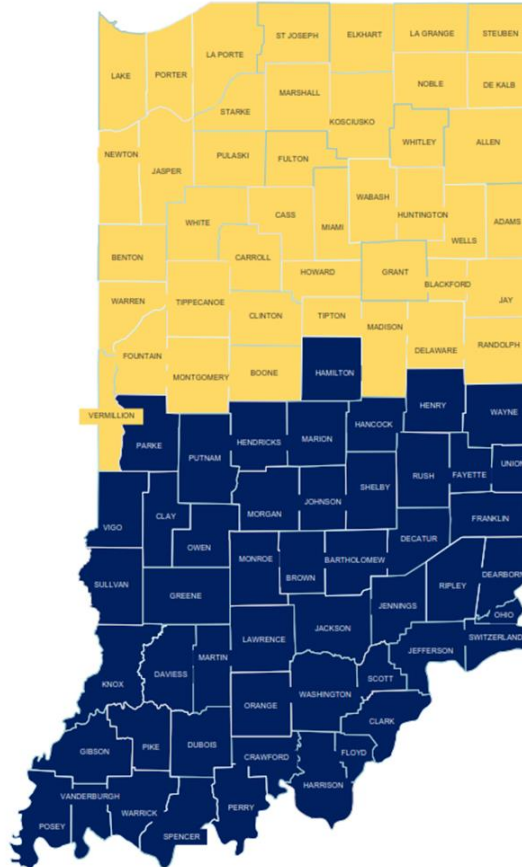 ST JOSEPH
ELKHART
LA GRANGE
STEUBEN
LA PORTE
LAKE
PORTER
NOBLE
DE KALB
MARSHALL
STARKE
KOSCIUSKO
WHITLEY
ALLEN
NEWTON
PULASKI
FULTON
JASPER
WABASH
CASS
HUNTINGTON
WHITE
MIAMI
ADAMS
WELLS
BENTON
CARROLL
HOWARD
GRANT
BLACKFORD
WARREN
TIPPECANOE
JAY
CLINTON
TIPTON
MADISON
RANDOLPH
DELAWARE
FOUNTAIN
MONTGOMERY
BOONE
HAMILTON
HENRY
VERMILLION
WAYNE
HANCOCK
PARKE
PUTNAM
HENDRICKS
MARION
UNION
RUSH
FAYETTE
SHELBY
JOHNSON
MORGAN
CLAY
VIGO
FRANKLIN
DECATUR
OWEN
MONROE
BARTHOLOMEW
BROWN
DEARBORN
RIPLEY
SULLVAN
GREENE
JENNINGS
OHIO
JACKSON
LAWRENCE
SWITZERLAND
JEFFERSON
MARTIN
DAVIESS
KNOX
SCOTT
WASHINGTON
ORANGE
CLARK
DUBOIS
PIKE
GIBSON
FLOYD
CRAWFORD
HARRISON
VANDERBURGH
PERRY
WARRICK
POSEY
SPENCER